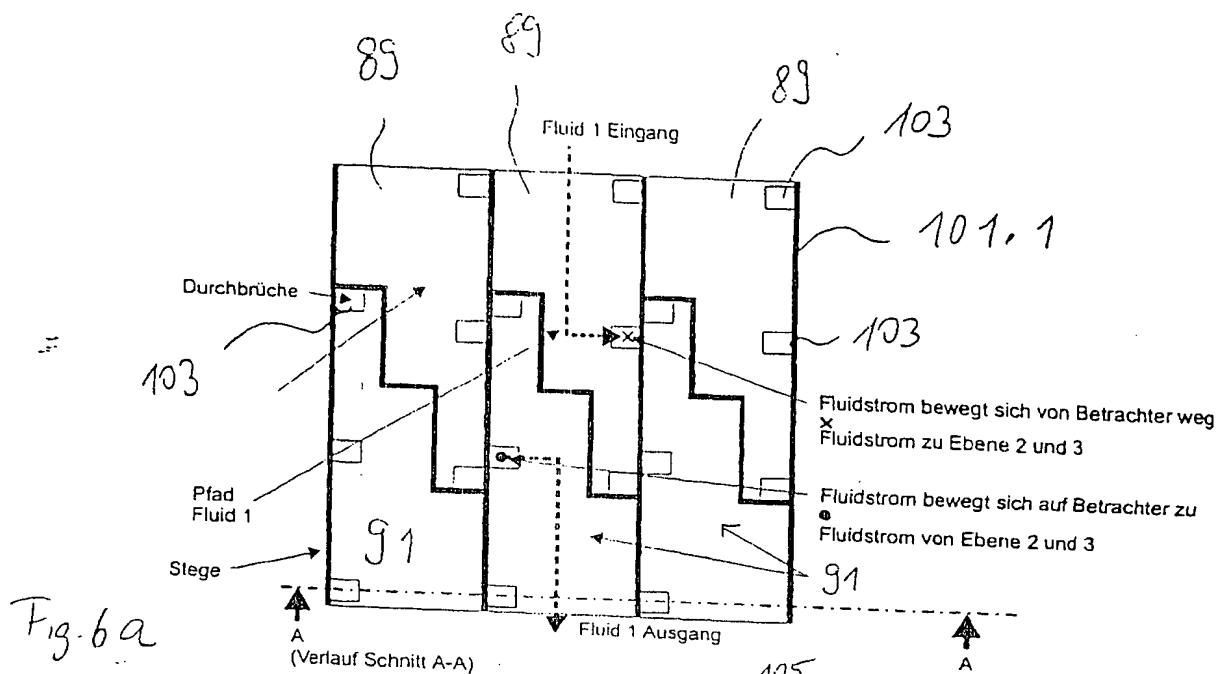 89
89
89
103
Fluid 1 Eingang
101.1
Durchbrüche
103
103
Fluidstrom bewegt sich von Betrachter weg
×
Fluidstrom zu Ebene 2 und 3
Pfad
Fluid 1
Fluidstrom bewegt sich auf Betrachter zu
Fluidstrom von Ebene 2 und 3
91
91
Stege
Fig. 6a
A
(Verlauf Schnitt A-A)
Fluid 1 Ausgang
A